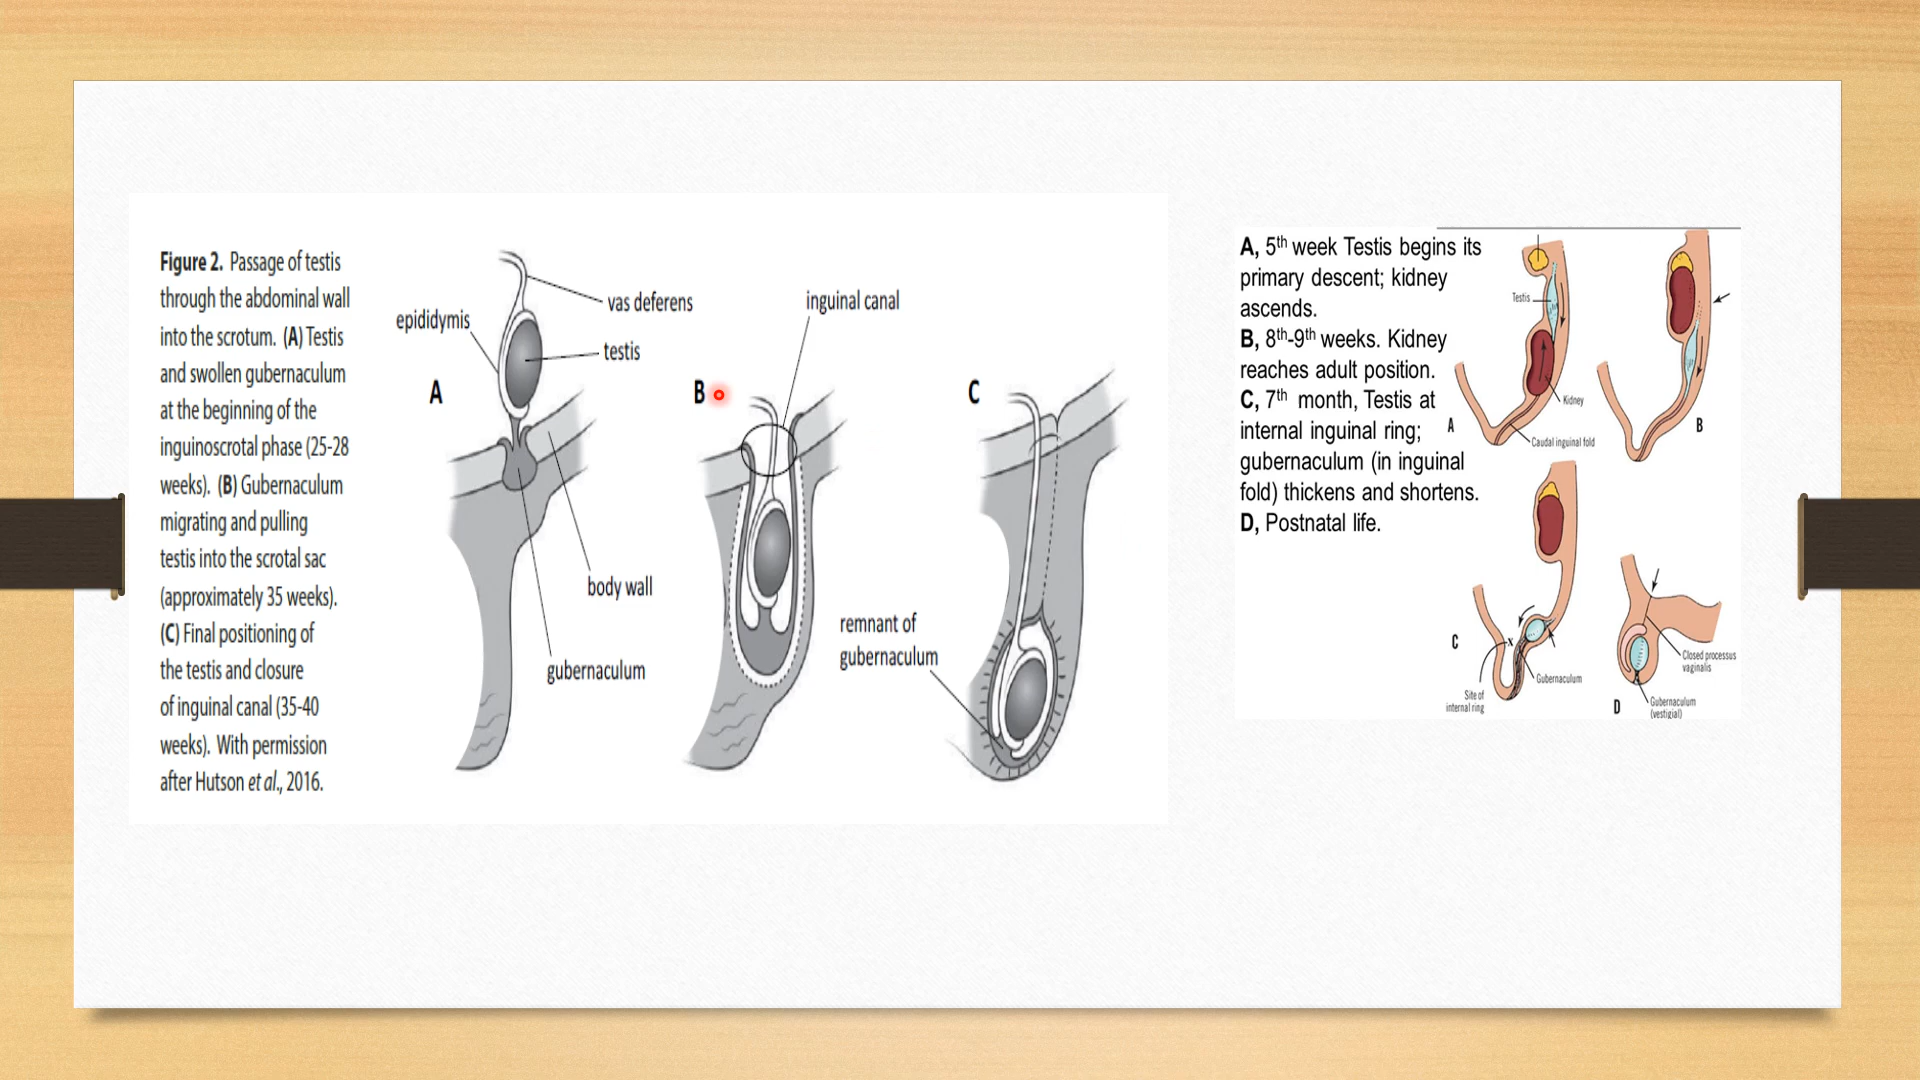 Figure 2. Passage of testis
through the abdominal wall
into the scrotum. (A) Testis
and swollen gubernaculum
at the beginning of the
inguinoscrotal phase (25-28
weeks). (B) Gubernaculum
migrating and pulling
testis into the scrotal sac
(approximately 35 weeks).
(C) Final positioning of
the testis and closure
of inguinal canal (35-40
weeks). With permission
after Hutson et al., 2016.
epididymis
vas deferens
testis
A
body wall
gubernaculum
inguinal canal
B
C
remnant of
gubernaculum
A, 5th week Testis begins its
primary descent; kidney
ascends.
B, 8th-9th weeks. Kidney
reaches adult position.
C, 7th month, Testis at
internal inguinal ring;
gubernaculum (in inguinal
fold) thickens and shortens.
D, Postnatal life.
Testis
Kidney
A
Caudal inguinal fold
B
C
x
Gubernaculum
Site of
internal ring
Closed processus
vaginalis
D
Gubernaculum
(vestigial)